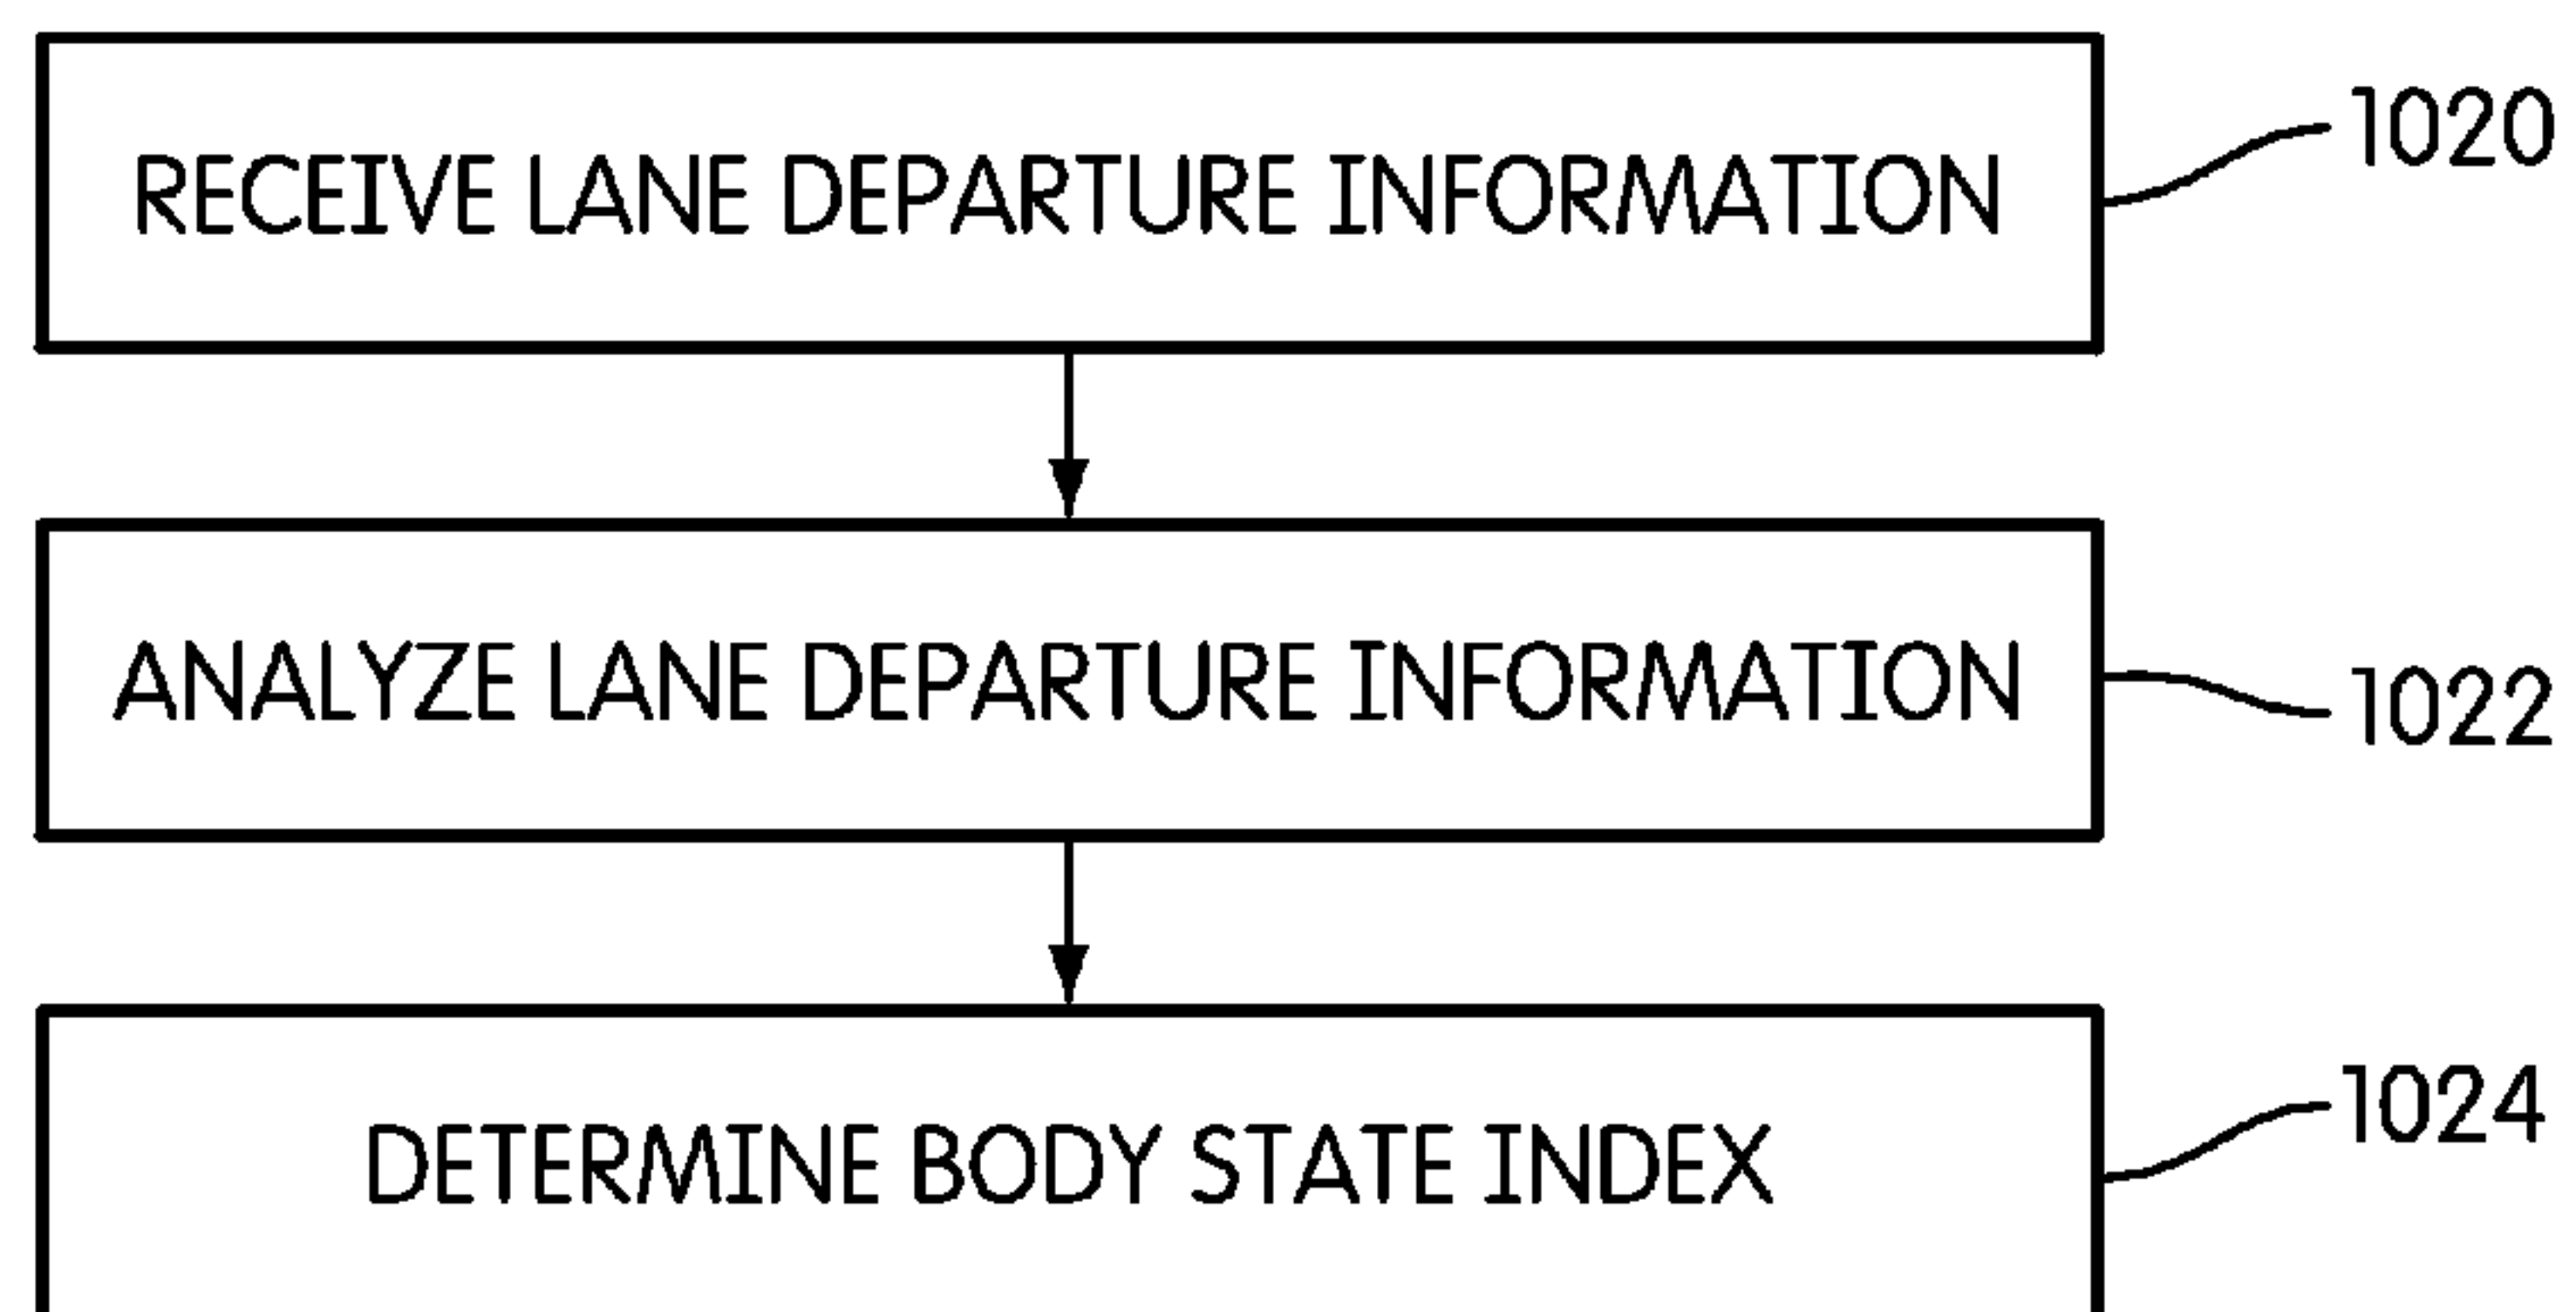 RECEIVE LANE DEPARTURE INFORMATION
1020
ANALYZE LANE DEPARTURE INFORMATION
1022
DETERMINE BODY STATE INDEX
1024